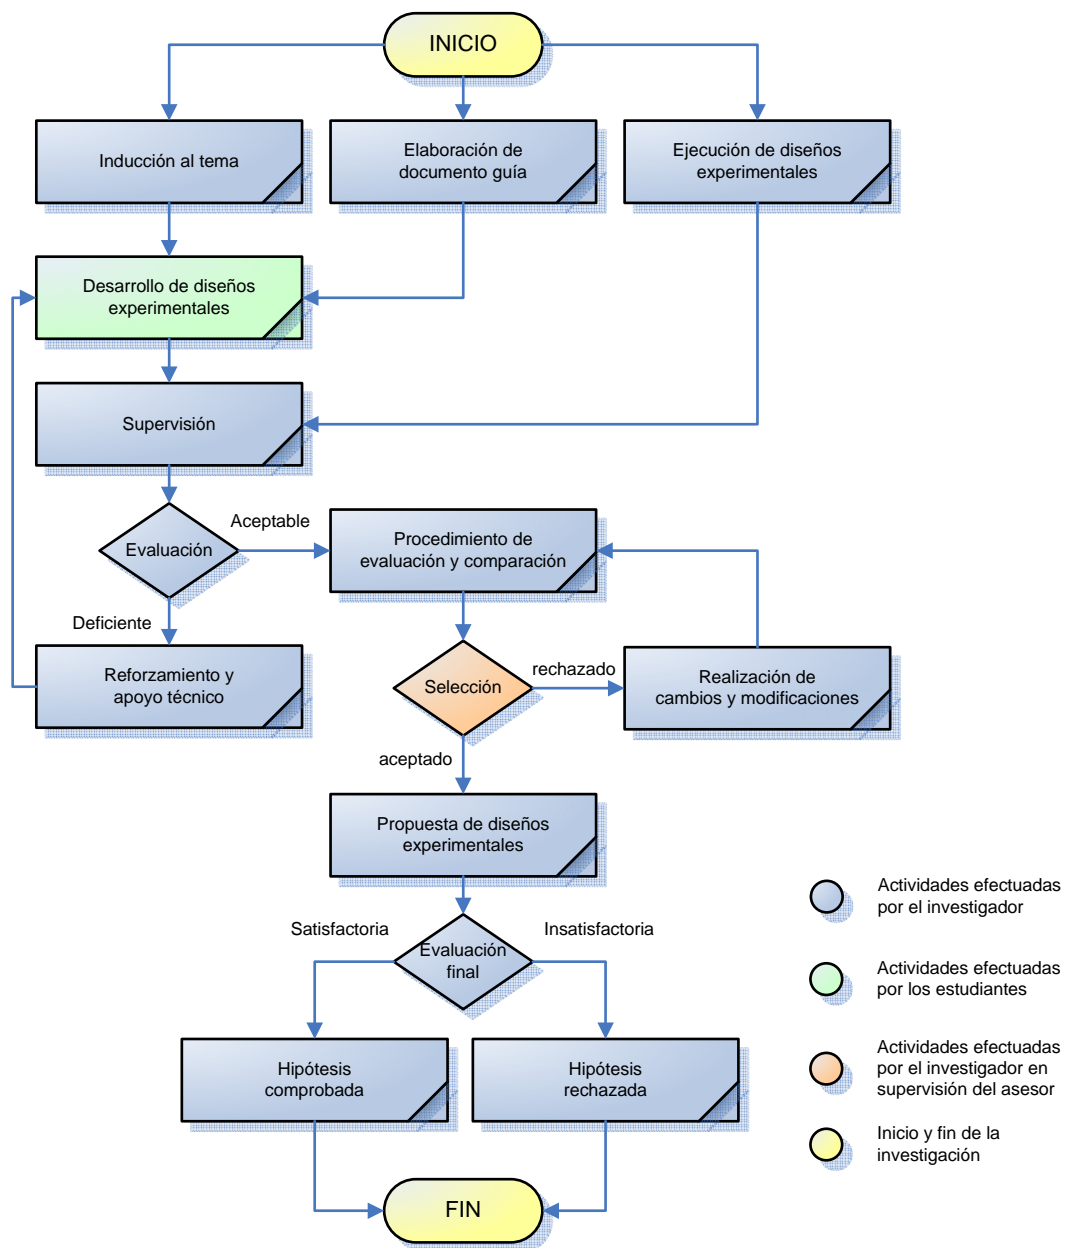 INICIO
Inducción al tema
Elaboración de
documento guía
Ejecución de diseños
experimentales
Desarrollo de diseños
experimentales
Supervisión
Evaluación
Aceptable
Procedimiento de
evaluación y comparación
Deficiente
Reforzamiento y
apoyo técnico
Selección
rechazado
Realización de
cambios y modificaciones
aceptado
Propuesta de diseños
experimentales
Satisfactoria
Evaluación
final
Insatisfactoria
Hipótesis
comprobada
Hipótesis
rechazada
FIN
Actividades efectuadas
por el investigador
Actividades efectuadas
por los estudiantes
Actividades efectuadas
por el investigador en
supervisión del asesor
Inicio y fin de la
investigación